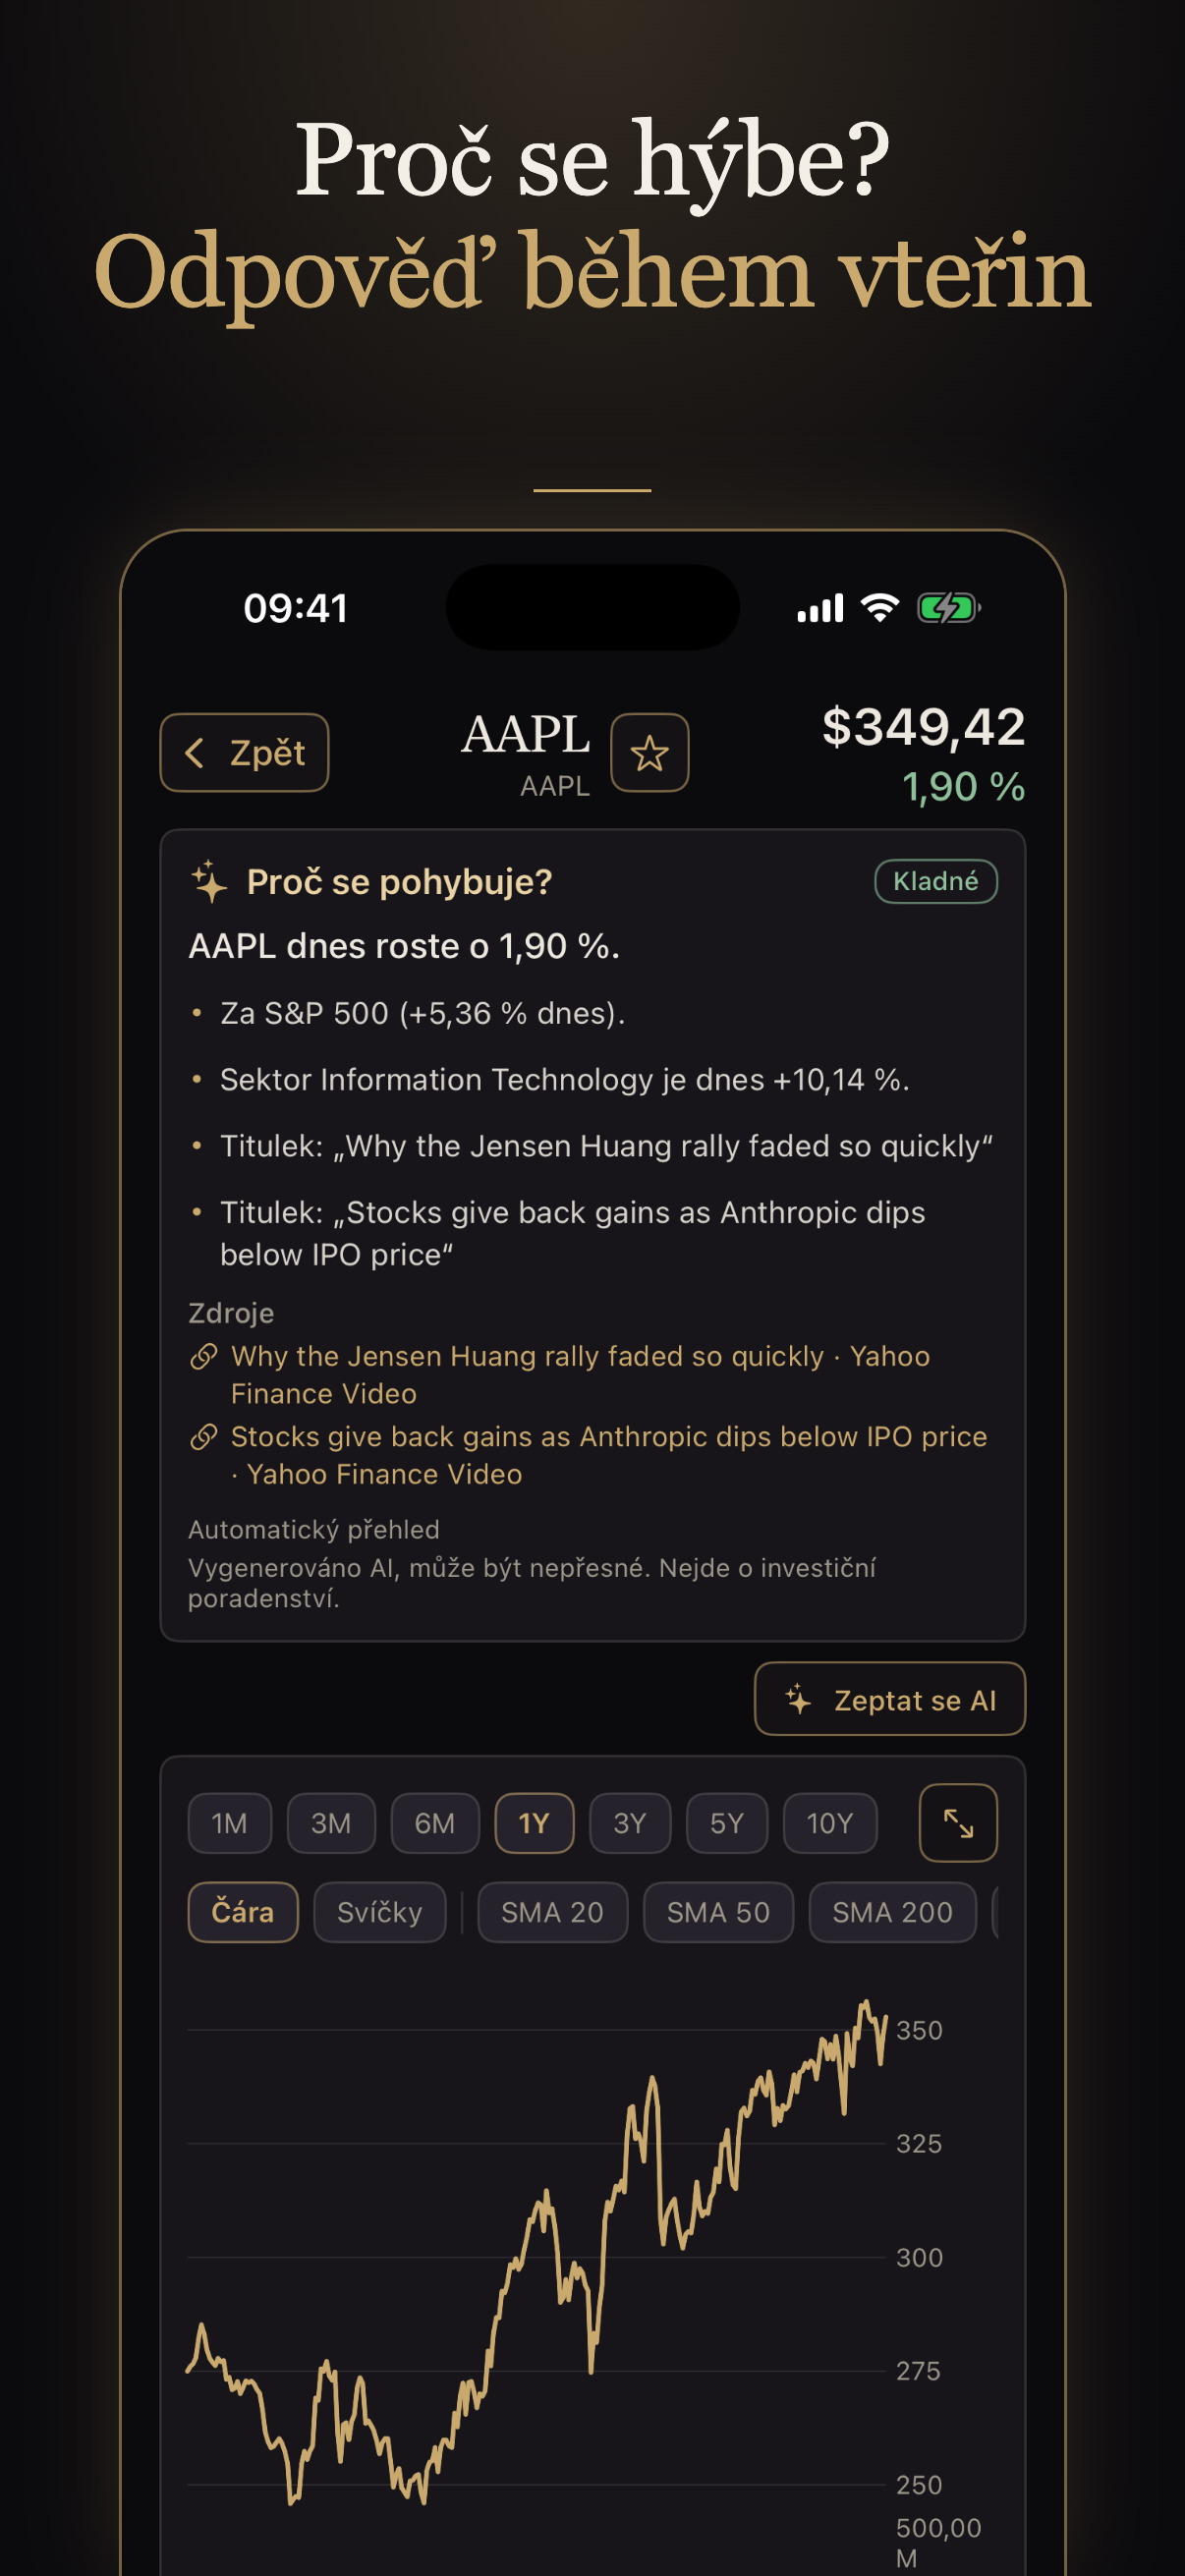 Proč se hýbe?
Odpověď během vteřin
09:41
Zpět
AAPL
AAPL
$349,42
1,90 %
Proč se pohybuje?
Kladné
AAPL dnes roste o 1,90 %.
• Za S&P 500 (+5,36 % dnes).
• Sektor Information Technology je dnes +10,14 %.
• Titulek: „Why the Jensen Huang rally faded so quickly“
• Titulek: „Stocks give back gains as Anthropic dips
below IPO price“
Zdroje
Why the Jensen Huang rally faded so quickly · Yahoo
Finance Video
Stocks give back gains as Anthropic dips below IPO price
· Yahoo Finance Video
Automatický přehled
Vygenerováno AI, může být nepřesné. Nejde o investiční
poradenství.
Zeptat se AI
1M 3M 6M 1Y 3Y 5Y 10Y
Čára Svíčky SMA 20 SMA 50 SMA 200
350
325
300
275
250
500,00
M